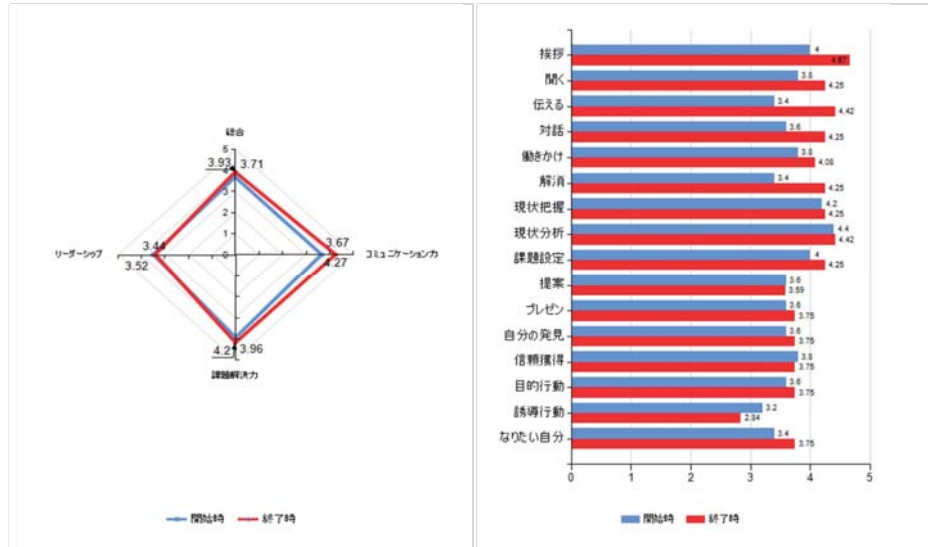 総合
5
4
3
2
1
0
3.93
3.71
3.67
4.27
3.44
3.52
4.21
3.96
リーダーシップ
コミュニケーション力
課題解決力
開始時
終了時
挨拶
4
4.67
聞く
3.8
4.25
伝える
3.4
4.42
対話
3.6
4.25
働きかけ
3.8
4.08
解消
3.4
4.25
現状把握
4.2
4.25
現状分析
4.4
4.42
課題設定
4
4.25
提案
3.6
3.59
プレゼン
3.6
3.75
自分の発見
3.6
3.75
信頼獲得
3.8
3.75
目的行動
3.6
3.75
誘導行動
3.2
2.84
なりたい自分
3.4
3.75
0 1 2 3 4 5
開始時 終了時